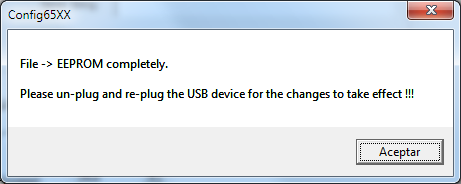 Config65XX
File -> EEPROM completely.
Please un-plug and re-plug the USB device for the changes to take effect !!!
Aceptar